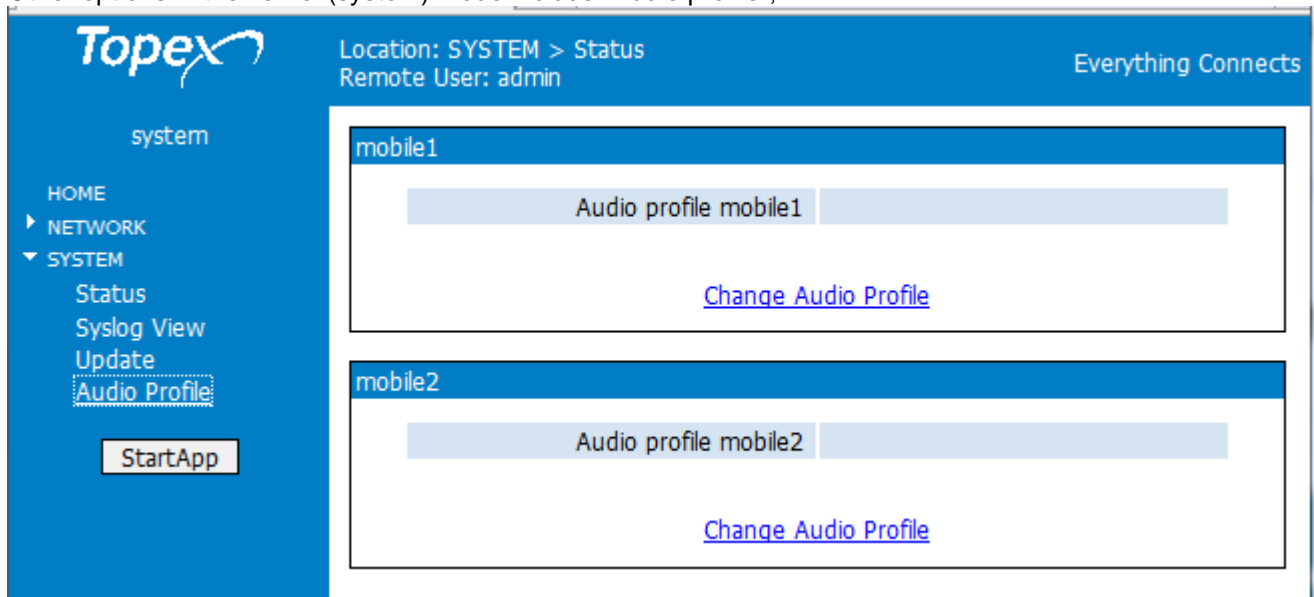 Topex
Location: SYSTEM > Status
Remote User: admin
Everything Connects
system
HOME
NETWORK
SYSTEM
Status
Syslog View
Update
Audio Profile
StartApp
mobile1
Audio profile mobile1
Change Audio Profile
mobile2
Audio profile mobile2
Change Audio Profile